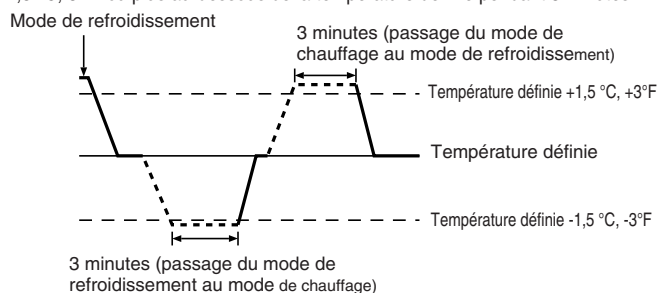 Mode de refroidissement
3 minutes (passage du mode de
chauffage au mode de refroidissement)
Température définie +1,5 °C, +3°F
Température définie
Température définie -1,5 °C, -3°F
3 minutes (passage du mode de
refroidissement au mode de chauffage)